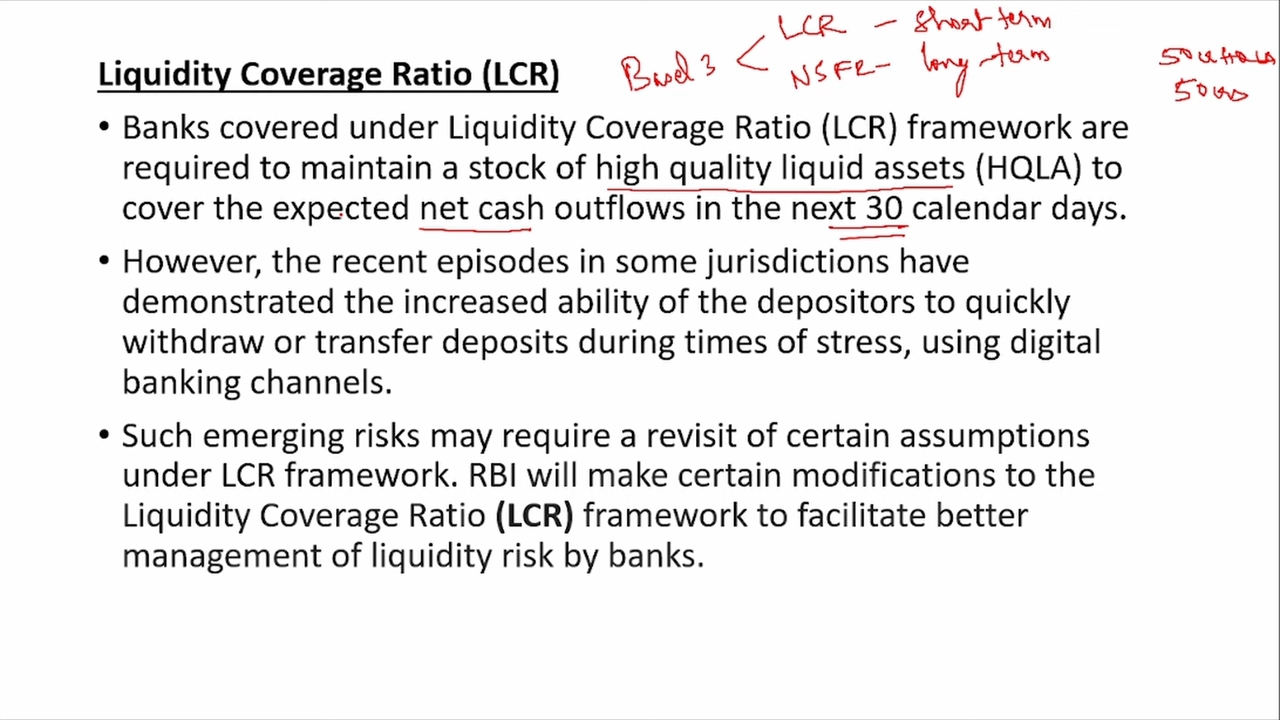 LCR - Short term
Basel 3 < NSFR - long-term
Liquidity Coverage Ratio (LCR)
• Banks covered under Liquidity Coverage Ratio (LCR) framework are
required to maintain a stock of high quality liquid assets (HQLA) to
cover the expected net cash outflows in the next 30 calendar days.
• However, the recent episodes in some jurisdictions have
demonstrated the increased ability of the depositors to quickly
withdraw or transfer deposits during times of stress, using digital
banking channels.
• Such emerging risks may require a revisit of certain assumptions
under LCR framework. RBI will make certain modifications to the
Liquidity Coverage Ratio (LCR) framework to facilitate better
management of liquidity risk by banks.